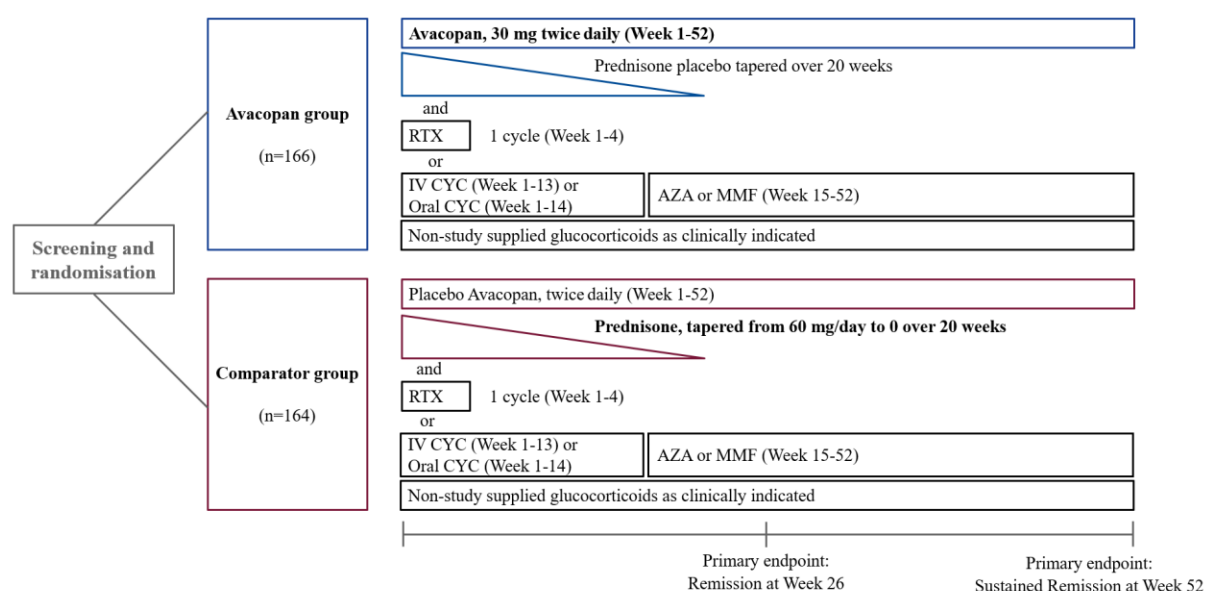 Screening and
randomisation
Avacopan group
(n=166)
Avacopan, 30 mg twice daily (Week 1-52)
Prednisone placebo tapered over 20 weeks
and
RTX
1 cycle (Week 1-4)
or
IV CYC (Week 1-13) or
Oral CYC (Week 1-14)
AZA or MMF (Week 15-52)
Non-study supplied glucocorticoids as clinically indicated
Comparator group
(n=164)
Placebo Avacopan, twice daily (Week 1-52)
Prednisone, tapered from 60 mg/day to 0 over 20 weeks
and
RTX
1 cycle (Week 1-4)
or
IV CYC (Week 1-13) or
Oral CYC (Week 1-14)
AZA or MMF (Week 15-52)
Non-study supplied glucocorticoids as clinically indicated
Primary endpoint:
Remission at Week 26
Primary endpoint:
Sustained Remission at Week 52